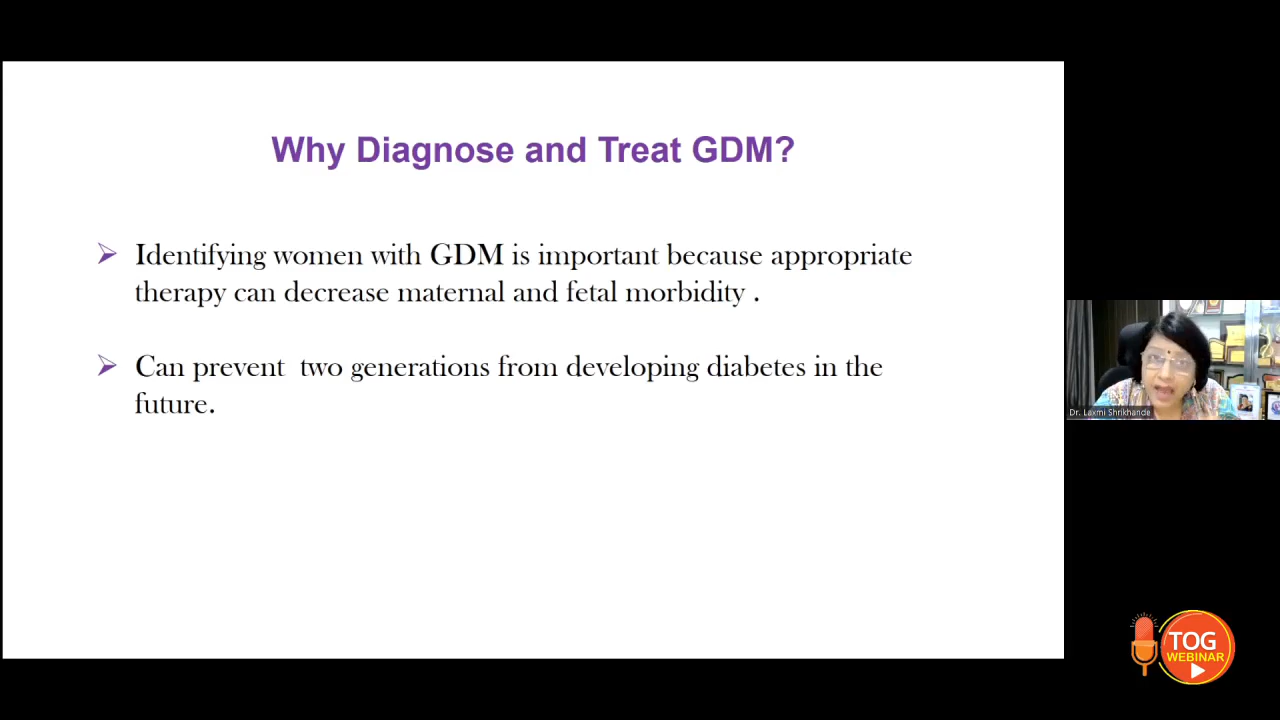 Why Diagnose and Treat GDM?
Identifying women with GDM is important because appropriate
therapy can decrease maternal and fetal morbidity .
Can prevent two generations from developing diabetes in the
future.
Dr. Laxmi Shrikhande
TOG
WEBINAR